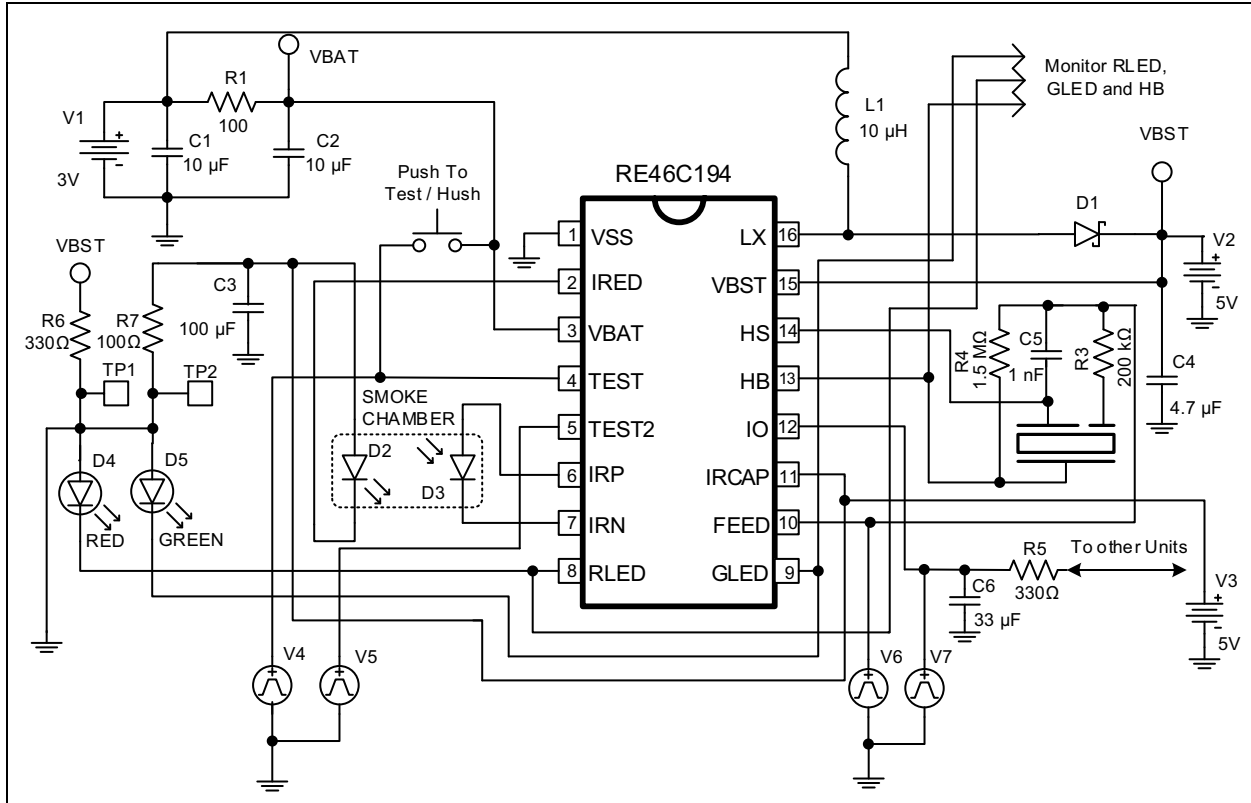 VBAT
R1
100
V1
+
-
3V
C1
10 µF
C2
10 µF
L1
10 µH
Monitor RLED,
GLED and HB
VBST
Push To
Test / Hush
RE46C194
D1
V2
+
-
5V
1 VSS
2 IRED
3 VBAT
4 TEST
5 TEST2
6 IRP
7 IRN
8 RLED
LX 16
VBST 15
HS 14
HB 13
IO 12
IRCAP 11
FEED 10
GLED 9
VBST
R6
330Ω
R7
100Ω
C3
100 µF
TP1
TP2
SMOKE
CHAMBER
D2
D3
D4
RED
D5
GREEN
R4
1.5 MΩ
C5
1 nF
R3
200 kΩ
C4
4.7 µF
R5
330Ω
To other Units
C6
33 µF
V3
+
-
5V
V4
+
V5
+
V6
+
V7
+